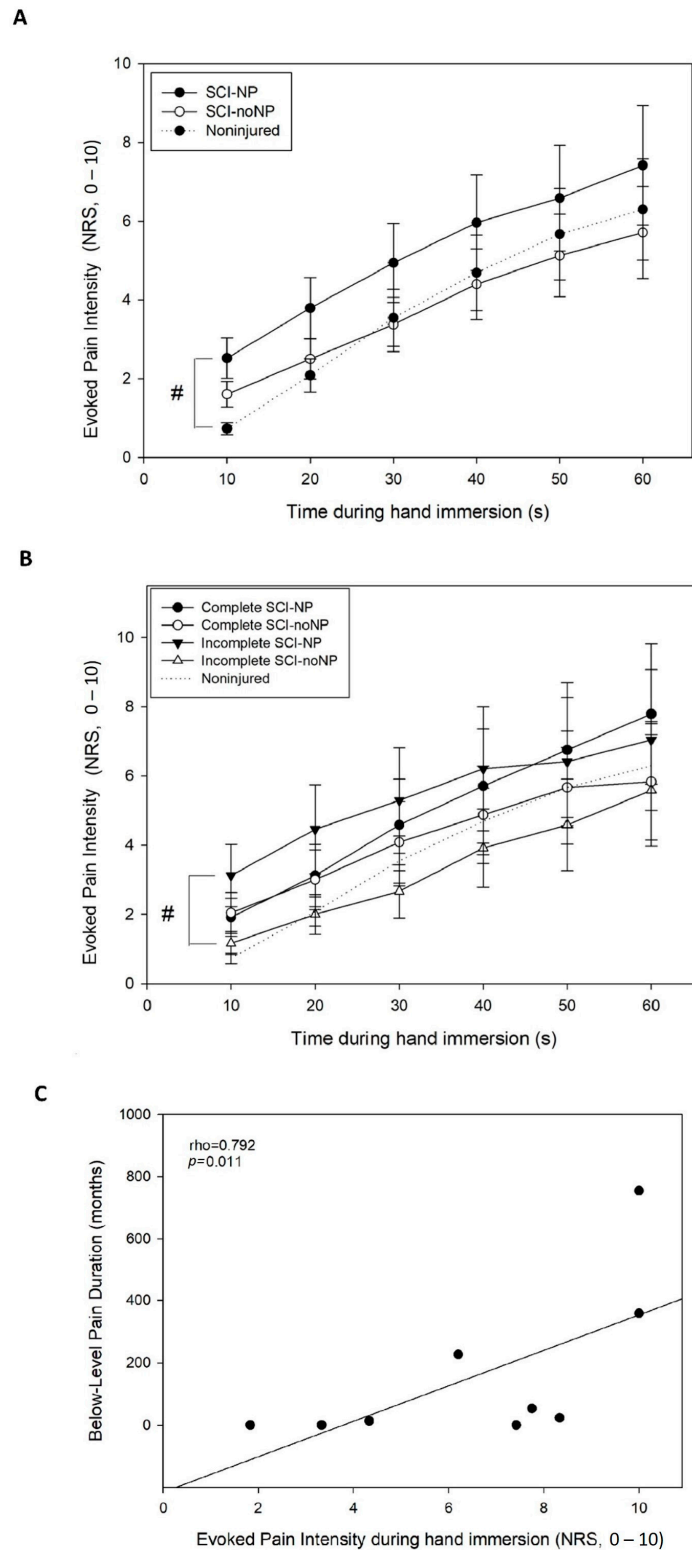 A
10
8
6
4
2
0
Evoked Pain Intensity (NRS, 0 – 10)
SCI-NP
SCI-noNP
Noninjured
#
0 10 20 30 40 50 60
Time during hand immersion (s)
B
10
8
6
4
2
0
Evoked Pain Intensity (NRS, 0 – 10)
Complete SCI-NP
Complete SCI-noNP
Incomplete SCI-NP
Incomplete SCI-noNP
Noninjured
#
0 10 20 30 40 50 60
Time during hand immersion (s)
C
1000
800
600
400
200
0
Below-Level Pain Duration (months)
rho=0.792
p=0.011
0 2 4 6 8 10
Evoked Pain Intensity during hand immersion (NRS, 0 – 10)